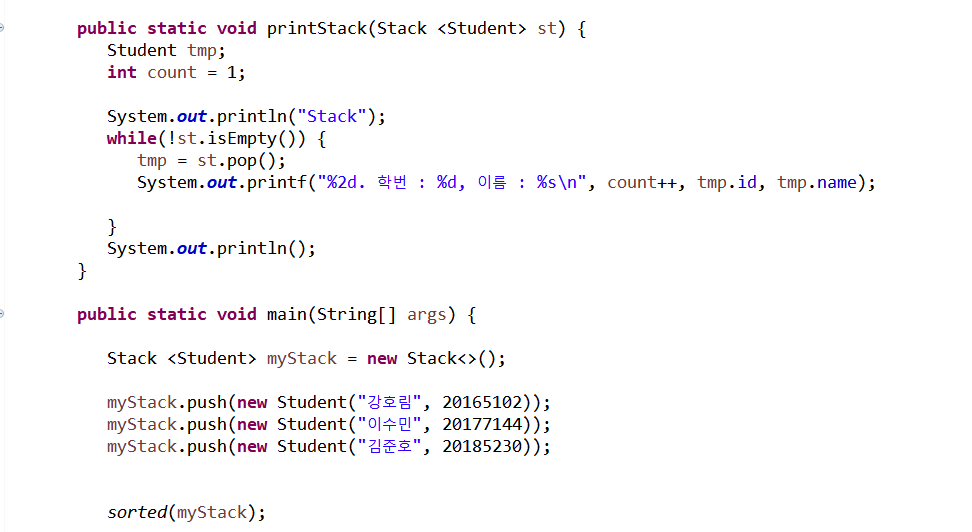 public static void printStack(Stack <Student> st) {
Student tmp;
int count = 1;
System.out.println("Stack");
while(!st.isEmpty()) {
tmp = st.pop();
System.out.printf("%2d. 학번 : %d, 이름 : %s\n", count++, tmp.id, tmp.name);
}
System.out.println();
}
public static void main(String[] args) {
Stack <Student> myStack = new Stack<>();
myStack.push(new Student("강호림", 20165102));
myStack.push(new Student("이수민", 20177144));
myStack.push(new Student("김준호", 20185230));
sorted(myStack);